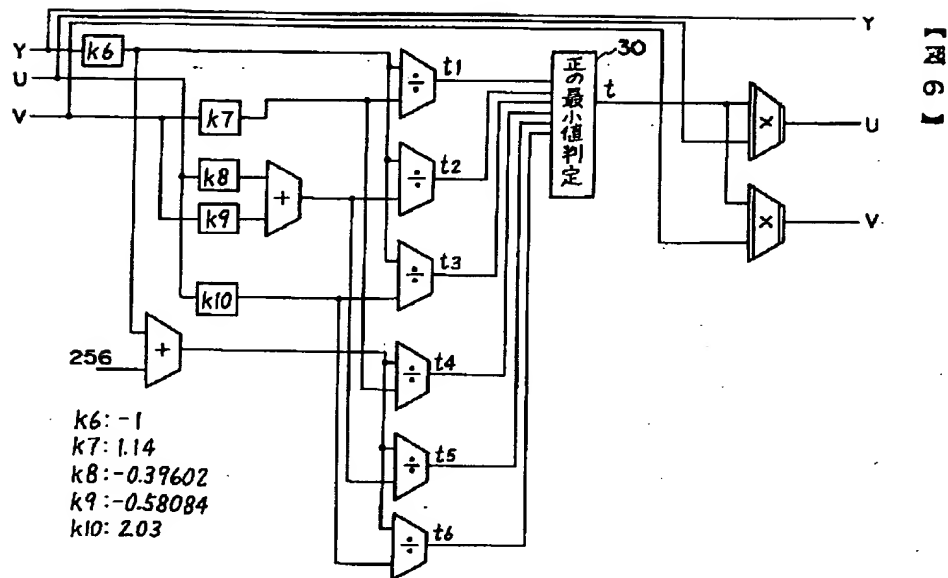 【図6】
Y
U
V
k6
k7
k8
k9
k10
+
+
256
÷
÷
÷
÷
÷
÷
t1
t2
t3
t4
t5
t6
30
正の最小値判定
t
×
×
Y
U
V
k6:-1
k7:1.14
k8:-0.39602
k9:-0.58084
k10:2.03